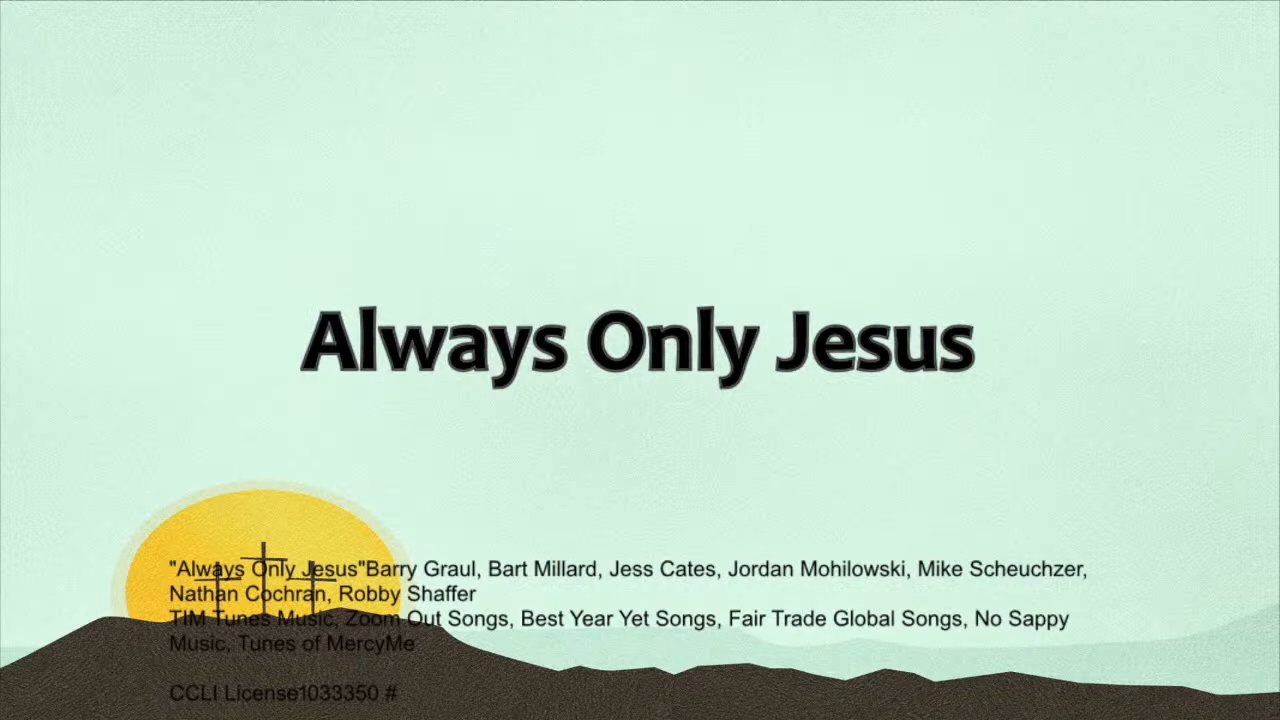 Always Only Jesus
"Always Only Jesus"Barry Graul, Bart Millard, Jess Cates, Jordan Mohilowski, Mike Scheuchzer,
Nathan Cochran, Robby Shaffer
TIM Tunes Music, Zoom Out Songs, Best Year Yet Songs, Fair Trade Global Songs, No Sappy
Music, Tunes of MercyMe
CCLI License1033350 #